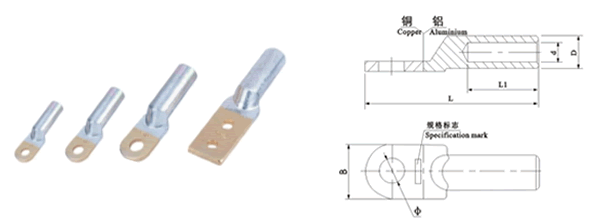 铜 铝
Copper Aluminium
d
D
L1
L
规格标志
Specification mark
B
ф